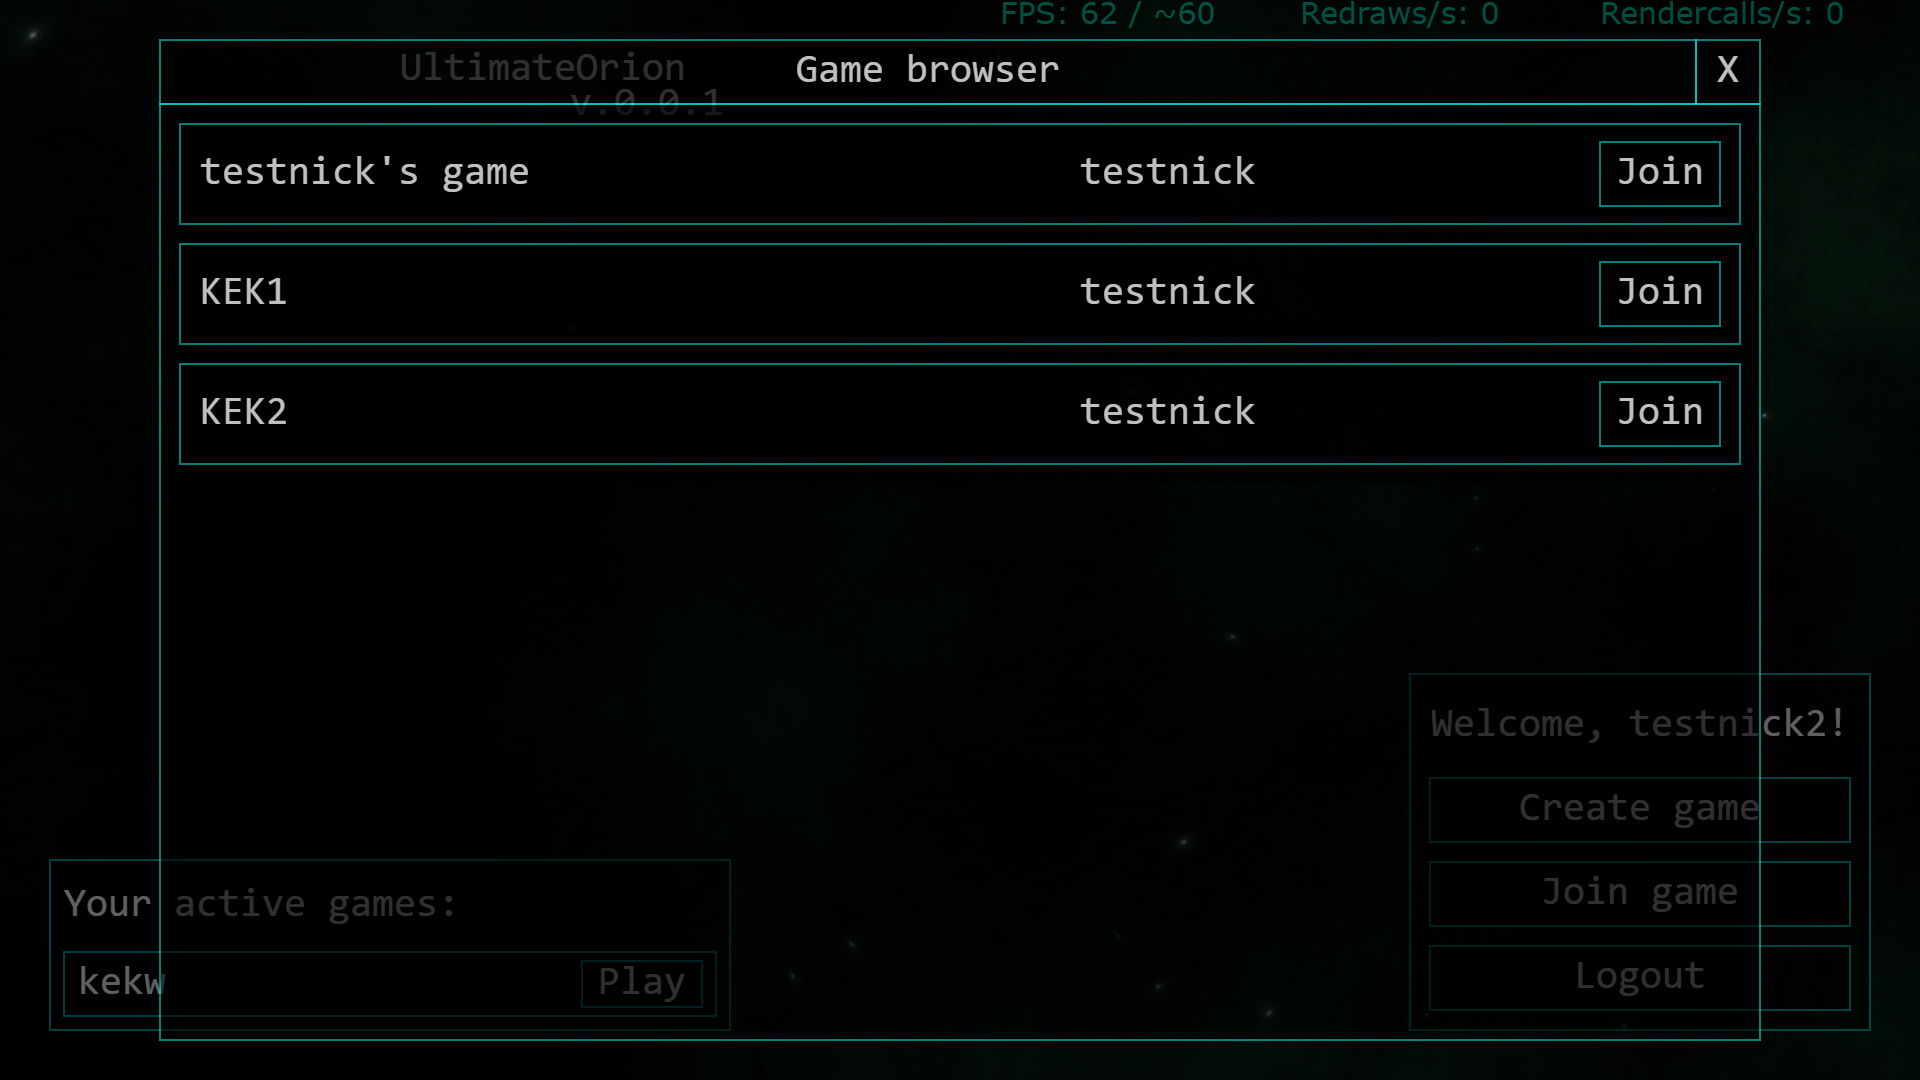 FPS: 62 / ~60 Redraws/s: 0 Rendercalls/s: 0
UltimateOrion
v.0.0.1
Game browser X
testnick's game testnick Join
KEK1 testnick Join
KEK2 testnick Join
Welcome, testnick2!
Create game
Join game
Logout
Your active games:
kekw Play